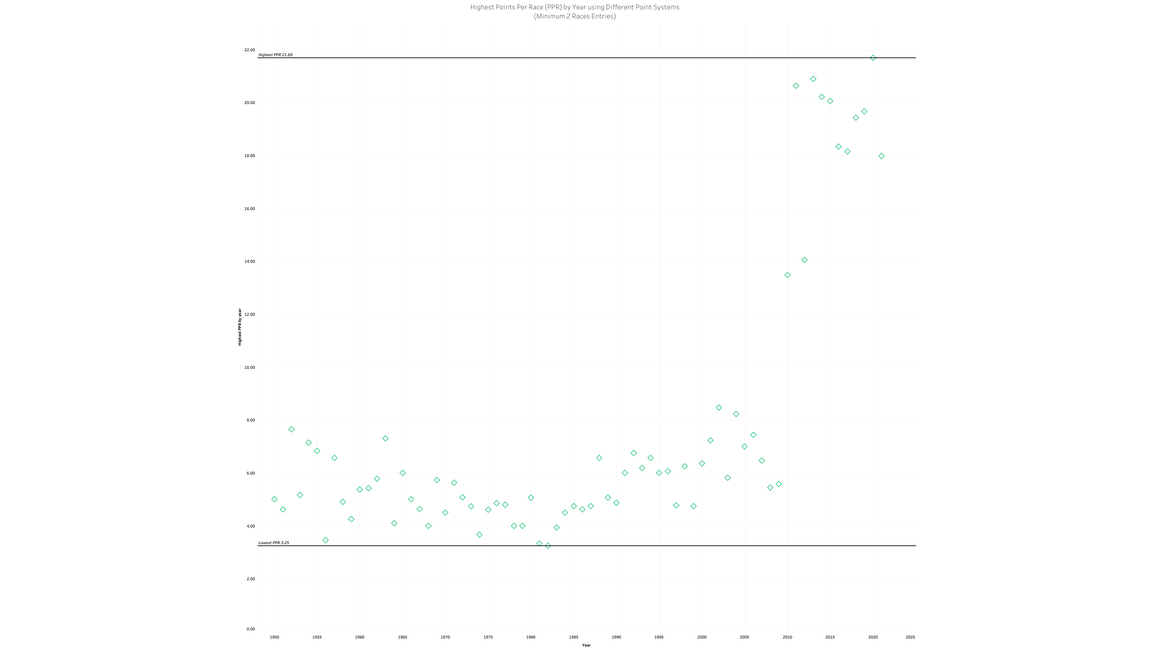 Highest Points Per Race (PPR) by Year using Different Point Systems
(Minimum 2 Races Entries)
22.00
Highest PPR 21.69
20.00
18.00
16.00
14.00
12.00
Highest PPR by year
10.00
8.00
6.00
4.00
Lowest PPR 3.25
2.00
0.00
1950 1955 1960 1965 1970 1975 1980 1985 1990 1995 2000 2005 2010 2015 2020 2025
Year